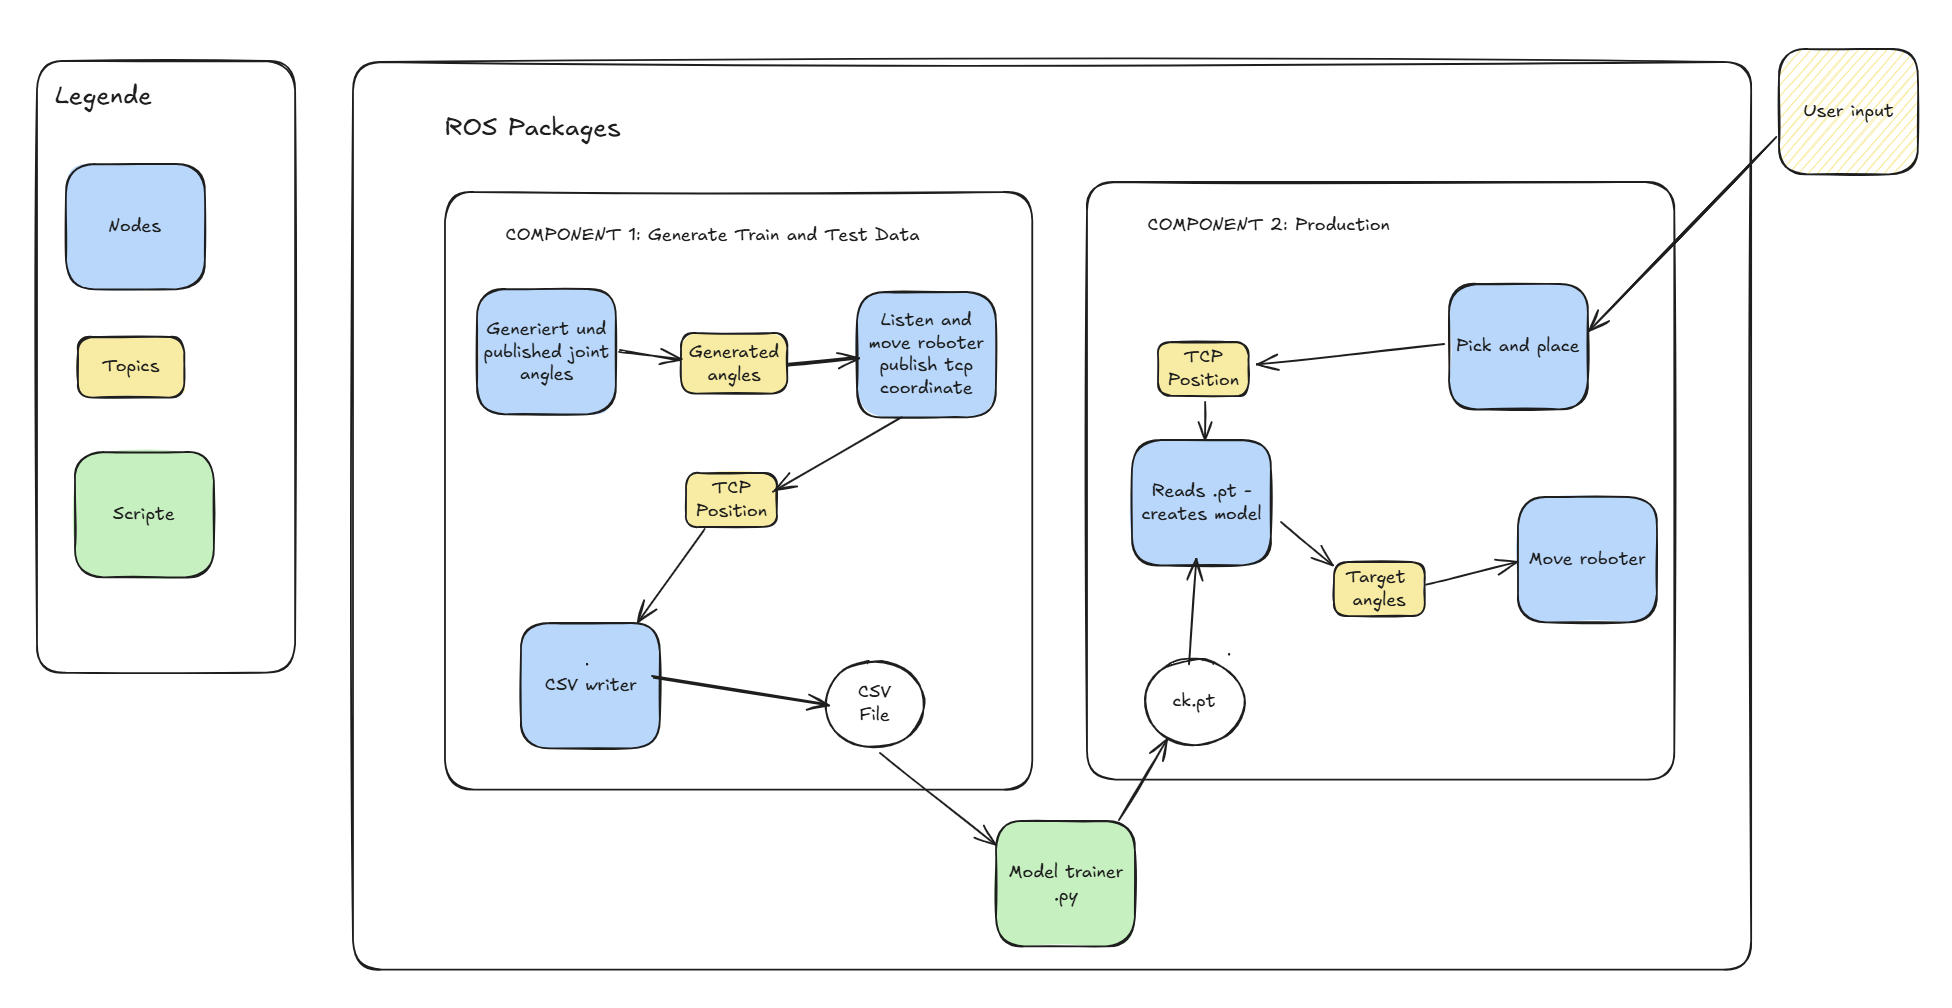 Legende
Nodes
Topics
Scripte
ROS Packages
COMPONENT 1: Generate Train and Test Data
Generiert und
published joint
angles
Generated
angles
Listen and
move roboter
publish tcp
coordinate
TCP
Position
CSV writer
CSV
File
Model trainer
.py
COMPONENT 2: Production
Pick and place
TCP
Position
Reads .pt -
creates model
Target
angles
Move roboter
ck.pt
User input